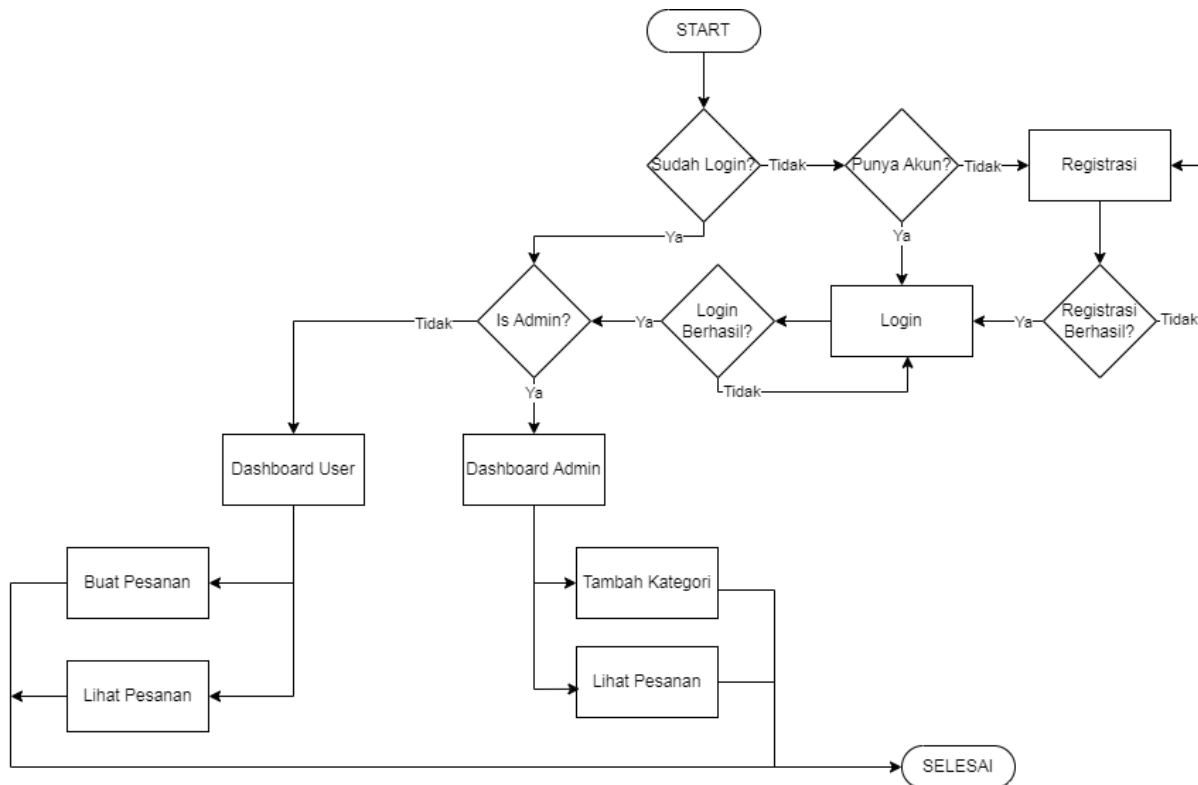 START
Sudah Login?
Tidak
Punya Akun?
Tidak
Registrasi
Ya
Ya
Is Admin?
Ya
Login
Berhasil?
Login
Ya
Registrasi
Berhasil?
Tidak
Tidak
Ya
Tidak
Dashboard User
Dashboard Admin
Buat Pesanan
Tambah Kategori
Lihat Pesanan
Lihat Pesanan
SELESAI